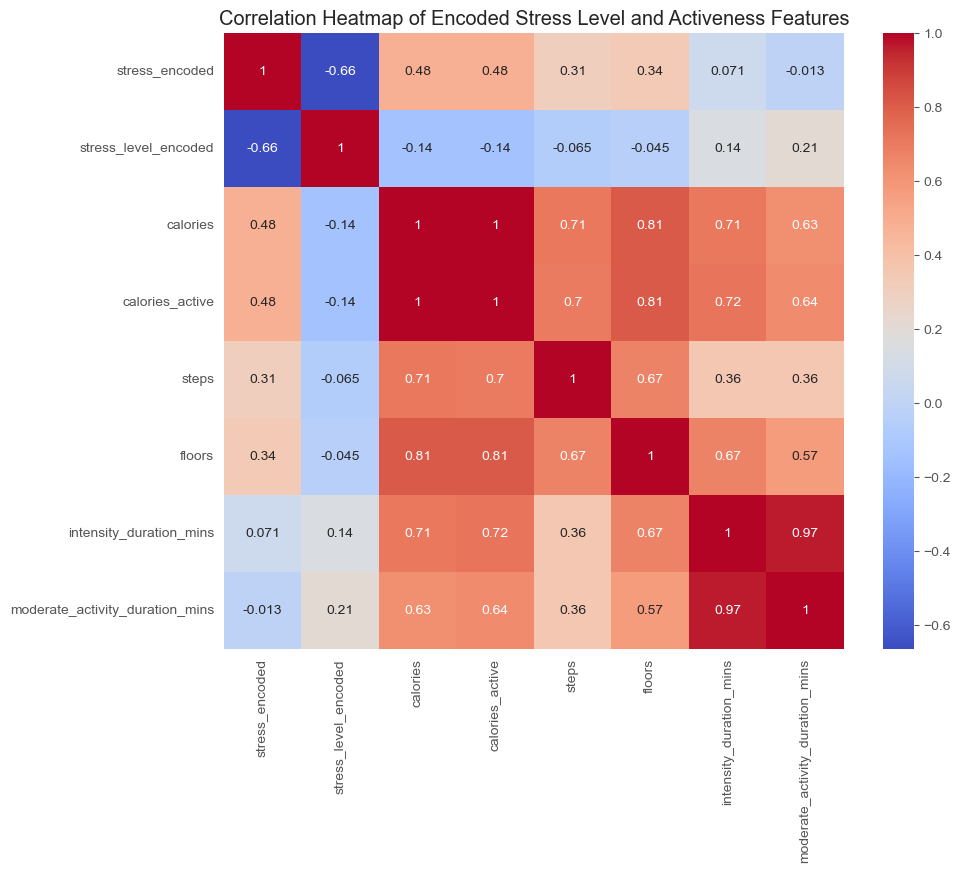 Correlation Heatmap of Encoded Stress Level and Activeness Features
stress_encoded 1 -0.66 0.48 0.48 0.31 0.34 0.071 -0.013
stress_level_encoded -0.66 1 -0.14 -0.14 -0.065 -0.045 0.14 0.21
calories 0.48 -0.14 1 1 0.71 0.81 0.71 0.63
calories_active 0.48 -0.14 1 1 0.7 0.81 0.72 0.64
steps 0.31 -0.065 0.71 0.7 1 0.67 0.36 0.36
floors 0.34 -0.045 0.81 0.81 0.67 1 0.67 0.57
intensity_duration_mins 0.071 0.14 0.71 0.72 0.36 0.67 1 0.97
moderate_activity_duration_mins -0.013 0.21 0.63 0.64 0.36 0.57 0.97 1
stress_encoded
stress_level_encoded
calories
calories_active
steps
floors
intensity_duration_mins
moderate_activity_duration_mins
1.0
0.8
0.6
0.4
0.2
0.0
−0.2
−0.4
−0.6